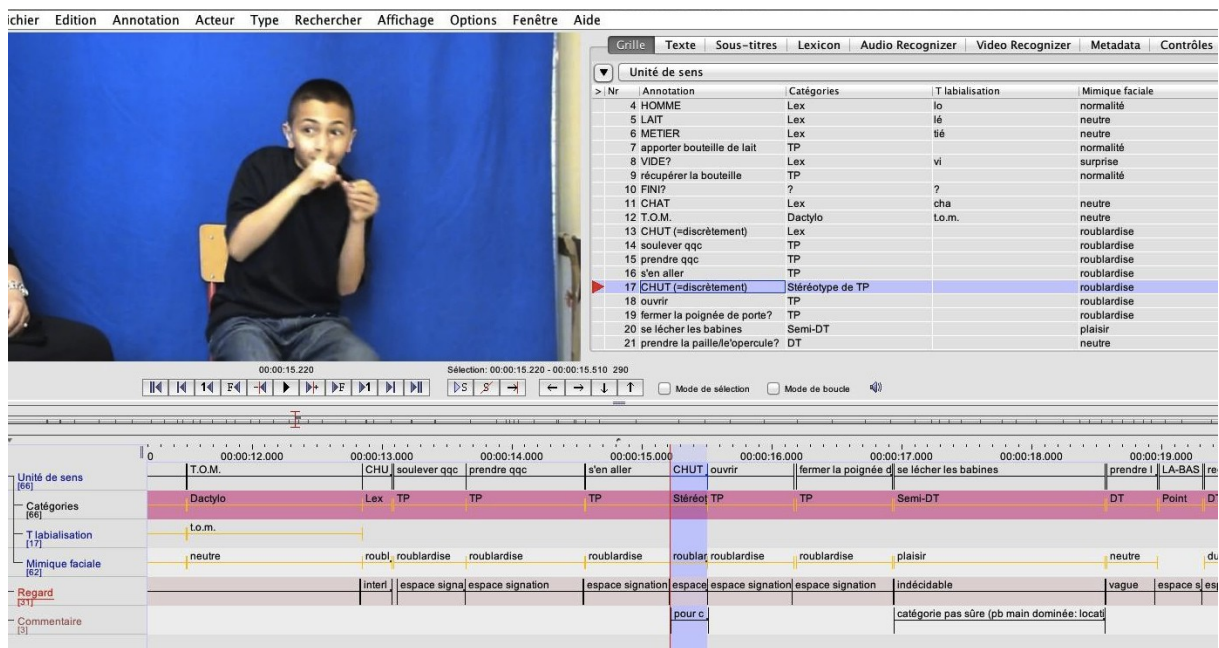 ichier Edition Annotation Acteur Type Rechercher Affichage Options Fenêtre Aide
Grille Texte Sous-titres Lexicon Audio Recognizer Video Recognizer Metadata Contrôles
Unité de sens
> Nr Annotation Catégories T labialisation Mimique faciale
4 HOMME Lex lo normalité
5 LAIT Lex lé neutre
6 METIER Lex tié neutre
7 apporter bouteille de lait TP normalité
8 VIDE? Lex vi surprise
9 récupérer la bouteille TP normalité
10 FINI? ? ?
11 CHAT Lex cha neutre
12 T.O.M. Dactylo t.o.m. neutre
13 CHUT (=discrètement) Lex roublardise
14 soulever qqc TP roublardise
15 prendre qqc TP roublardise
16 s'en aller TP roublardise
17 CHUT (=discrètement) Stéréotype de TP roublardise
18 ouvrir TP roublardise
19 fermer la poignée de porte? TP roublardise
20 se lécher les babines Semi-DT plaisir
21 prendre la paille/le'opercule? DT neutre
00:00:15.220 Sélection: 00:00:15.220 - 00:00:15.510 290
Mode de sélection Mode de boucle
0 00:00:12.000 00:00:13.000 00:00:14.000 00:00:15.000 00:00:16.000 00:00:17.000 00:00:18.000 00:00:19.000
Unité de sens T.O.M. CHU soulever qqc prendre qqc s'en aller CHUT ouvrir fermer la poignée d se lécher les babines prendre l LA-BAS re
[66]
Catégories Dactylo Lex TP TP TP Stéréot TP TP Semi-DT DT Point D
[66]
T labialisation t.o.m.
[17]
Mimique faciale neutre roubl roublardise roublardise roublardise roublar roublardise roublardise plaisir neutre du
[62]
Regard interl espace signa espace signation espace signation espace espace signation espace signation indécidable vague espace s esp
[31]
Commentaire pour c catégorie pas sûre (pb main dominée: locati
[3]